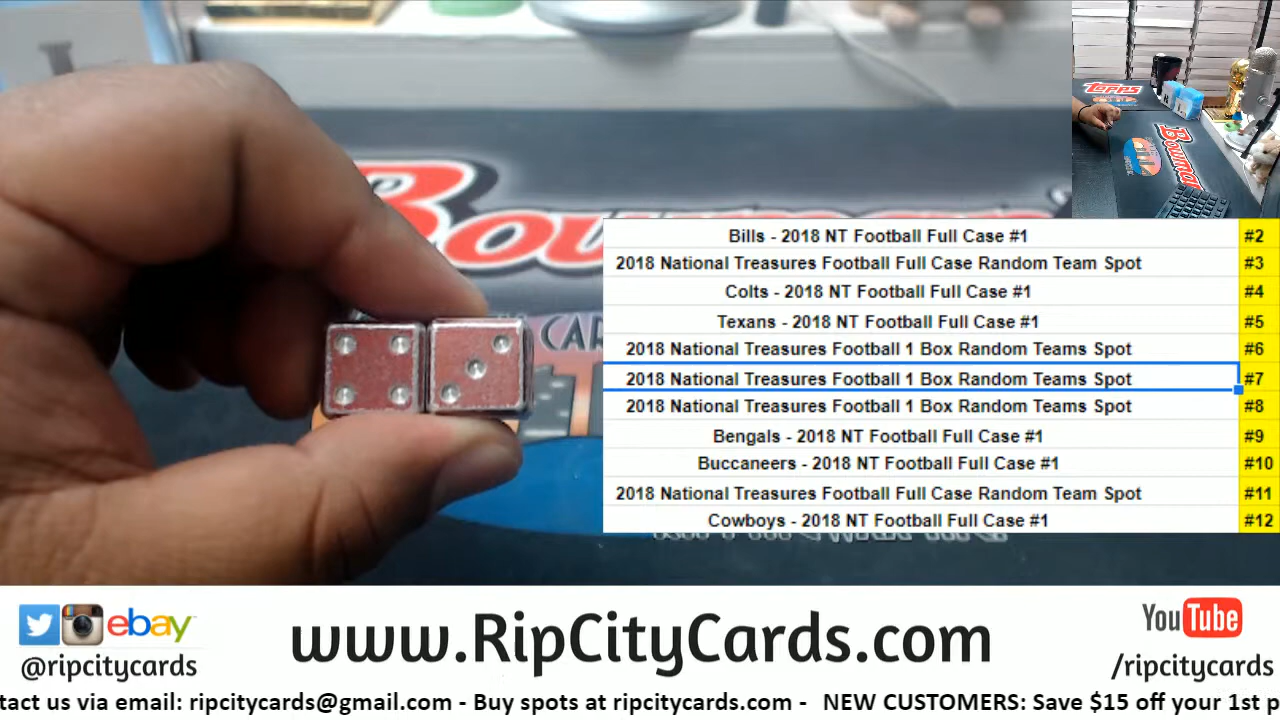 TOPPS
Bowman
Bowman
CAR
Bills - 2018 NT Football Full Case #1 #2
2018 National Treasures Football Full Case Random Team Spot #3
Colts - 2018 NT Football Full Case #1 #4
Texans - 2018 NT Football Full Case #1 #5
2018 National Treasures Football 1 Box Random Teams Spot #6
2018 National Treasures Football 1 Box Random Teams Spot #7
2018 National Treasures Football 1 Box Random Teams Spot #8
Bengals - 2018 NT Football Full Case #1 #9
Buccaneers - 2018 NT Football Full Case #1 #10
2018 National Treasures Football Full Case Random Team Spot #11
Cowboys - 2018 NT Football Full Case #1 #12
ebay
@ripcitycards
www.RipCityCards.com
YouTube
/ripcitycards
tact us via email: ripcitycards@gmail.com - Buy spots at ripcitycards.com - NEW CUSTOMERS: Save $15 off your 1st p